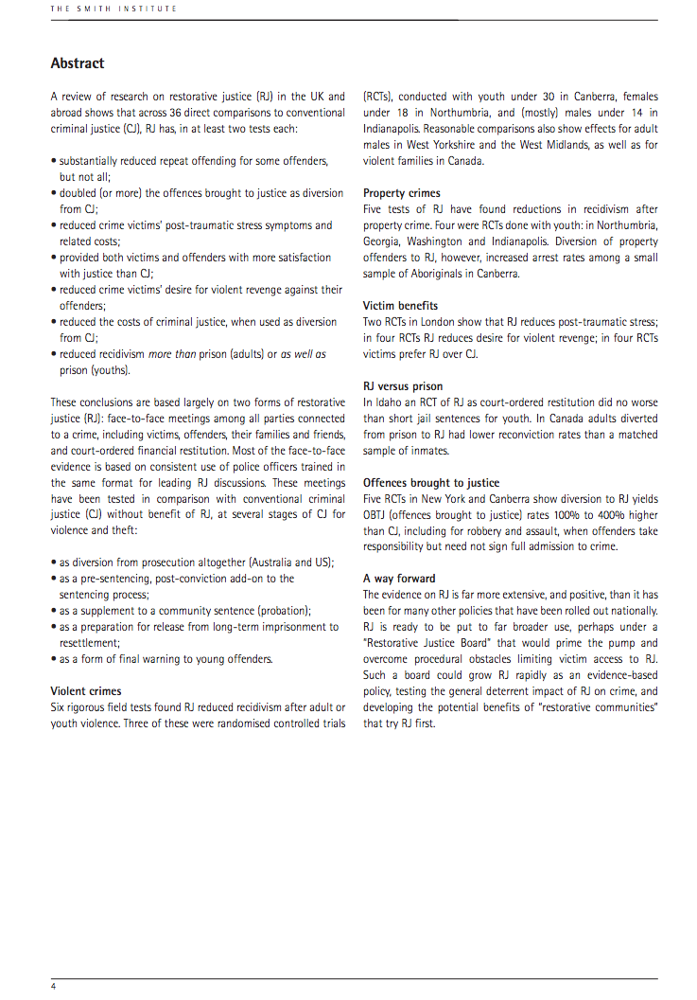 THE SMITH INSTITUTE
Abstract
A review of research on restorative justice (RJ) in the UK and
abroad shows that across 36 direct comparisons to conventional
criminal justice (CJ), RJ has, in at least two tests each:
• substantially reduced repeat offending for some offenders,
but not all;
• doubled (or more) the offences brought to justice as diversion
from CJ;
• reduced crime victims' post-traumatic stress symptoms and
related costs;
• provided both victims and offenders with more satisfaction
with justice than CJ;
• reduced crime victims' desire for violent revenge against their
offenders;
• reduced the costs of criminal justice, when used as diversion
from CJ;
• reduced recidivism more than prison (adults) or as well as
prison (youths).
These conclusions are based largely on two forms of restorative
justice (RJ): face-to-face meetings among all parties connected
to a crime, including victims, offenders, their families and friends,
and court-ordered financial restitution. Most of the face-to-face
evidence is based on consistent use of police officers trained in
the same format for leading RJ discussions. These meetings
have been tested in comparison with conventional criminal
justice (CJ) without benefit of RJ, at several stages of CJ for
violence and theft:
• as diversion from prosecution altogether (Australia and US);
• as a pre-sentencing, post-conviction add-on to the
sentencing process;
• as a supplement to a community sentence (probation);
• as a preparation for release from long-term imprisonment to
resettlement;
• as a form of final warning to young offenders.
Violent crimes
Six rigorous field tests found RJ reduced recidivism after adult or
youth violence. Three of these were randomised controlled trials
(RCTs), conducted with youth under 30 in Canberra, females
under 18 in Northumbria, and (mostly) males under 14 in
Indianapolis. Reasonable comparisons also show effects for adult
males in West Yorkshire and the West Midlands, as well as for
violent families in Canada.
Property crimes
Five tests of RJ have found reductions in recidivism after
property crime. Four were RCTs done with youth: in Northumbria,
Georgia, Washington and Indianapolis. Diversion of property
offenders to RJ, however, increased arrest rates among a small
sample of Aboriginals in Canberra.
Victim benefits
Two RCTs in London show that RJ reduces post-traumatic stress;
in four RCTs RJ reduces desire for violent revenge; in four RCTs
victims prefer RJ over CJ.
RJ versus prison
In Idaho an RCT of RJ as court-ordered restitution did no worse
than short jail sentences for youth. In Canada adults diverted
from prison to RJ had lower reconviction rates than a matched
sample of inmates.
Offences brought to justice
Five RCTs in New York and Canberra show diversion to RJ yields
OBTJ (offences brought to justice) rates 100% to 400% higher
than CJ, including for robbery and assault, when offenders take
responsibility but need not sign full admission to crime.
A way forward
The evidence on RJ is far more extensive, and positive, than it has
been for many other policies that have been rolled out nationally.
RJ is ready to be put to far broader use, perhaps under a
"Restorative Justice Board" that would prime the pump and
overcome procedural obstacles limiting victim access to RJ.
Such a board could grow RJ rapidly as an evidence-based
policy, testing the general deterrent impact of RJ on crime, and
developing the potential benefits of "restorative communities"
that try RJ first.
4